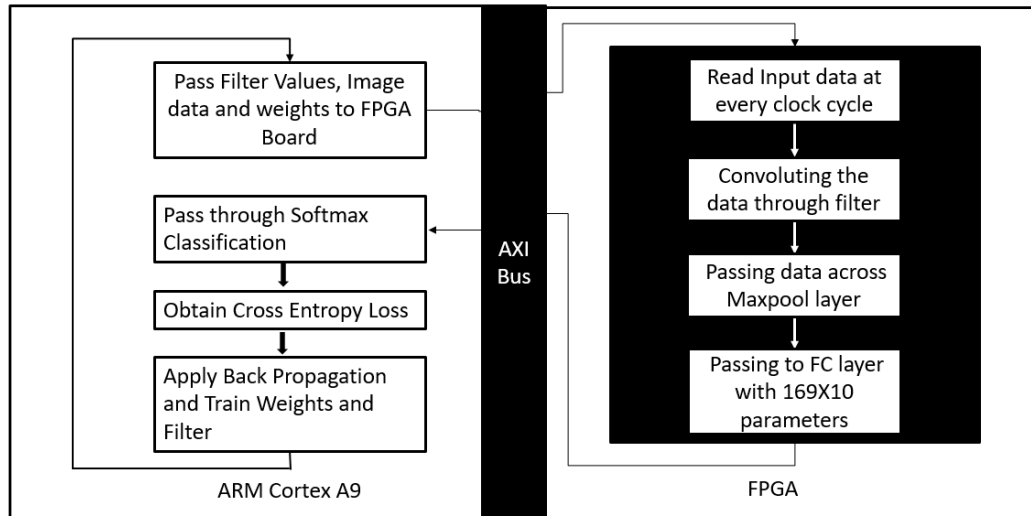 Pass Filter Values, Image
data and weights to FPGA
Board
Pass through Softmax
Classification
Obtain Cross Entropy Loss
Apply Back Propagation
and Train Weights and
Filter
ARM Cortex A9
AXI
Bus
Read Input data at
every clock cycle
Convoluting the
data through filter
Passing data across
Maxpool layer
Passing to FC layer
with 169X10
parameters
FPGA